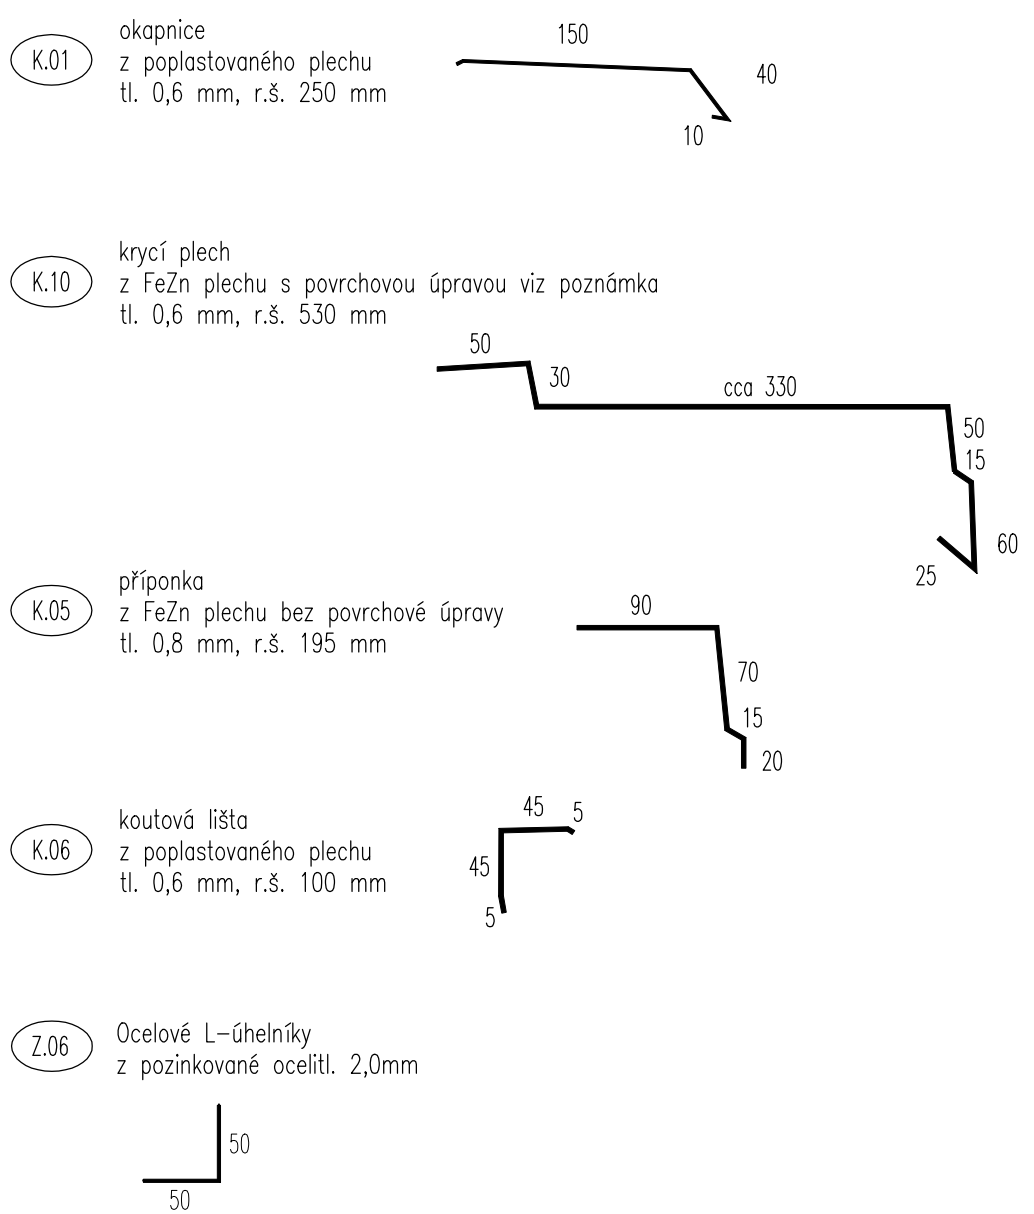 K.01
okapnice
z poplastovaného plechu
tl. 0,6 mm, r.š. 250 mm
150
40
10
K.10
krycí plech
z FeZn plechu s povrchovou úpravou viz poznámka
tl. 0,6 mm, r.š. 530 mm
50
30
cca 330
50
15
60
25
K.05
příponka
z FeZn plechu bez povrchové úpravy
tl. 0,8 mm, r.š. 195 mm
90
70
15
20
K.06
koutová lišta
z poplastovaného plechu
tl. 0,6 mm, r.š. 100 mm
45
5
45
5
Z.06
Ocelové L-úhelníky
z pozinkované ocelitl. 2,0mm
50
50